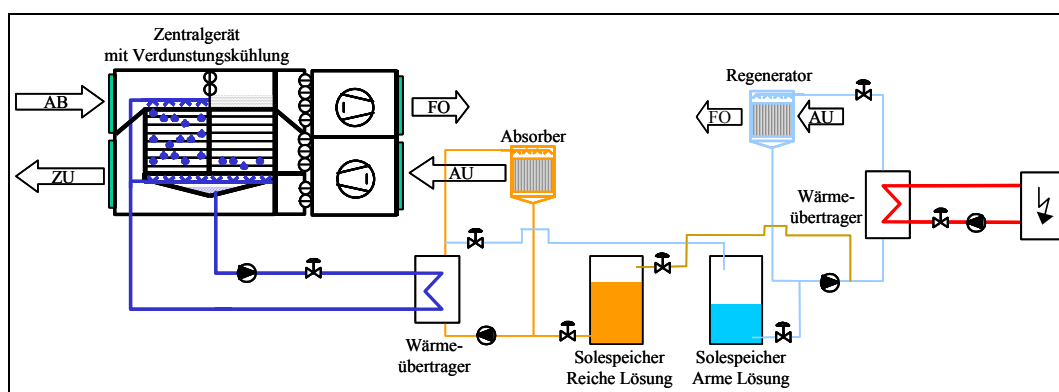 Zentralgerät
mit Verdunstungskühlung
AB
FO
ZU
AU
Absorber
Regenerator
FO
AU
Wärme-
übertrager
Wärme-
übertrager
Solespeicher
Reiche Lösung
Solespeicher
Arme Lösung